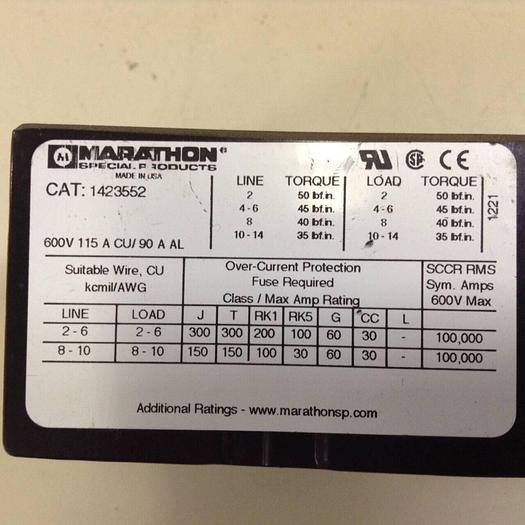 M MARATHON ®
SPECIAL PRODUCTS
MADE IN USA
CAT: 1423552
600V 115 A CU/ 90 A AL
LINE TORQUE LOAD TORQUE
2 50 lbf.in. 2 50 lbf.in.
4-6 45 lbf.in. 4-6 45 lbf.in.
8 40 lbf.in. 8 40 lbf.in.
10-14 35 lbf.in. 10-14 35 lbf.in.
RU SP CE
1221
Suitable Wire, CU
kcmil/AWG
Over-Current Protection
Fuse Required
Class / Max Amp Rating
SCCR RMS
Sym. Amps
600V Max
LINE LOAD J T RK1 RK5 G CC L
2-6 2-6 300 300 200 100 60 30 - 100,000
8-10 8-10 150 150 100 30 60 30 - 100,000
Additional Ratings - www.marathonsp.com